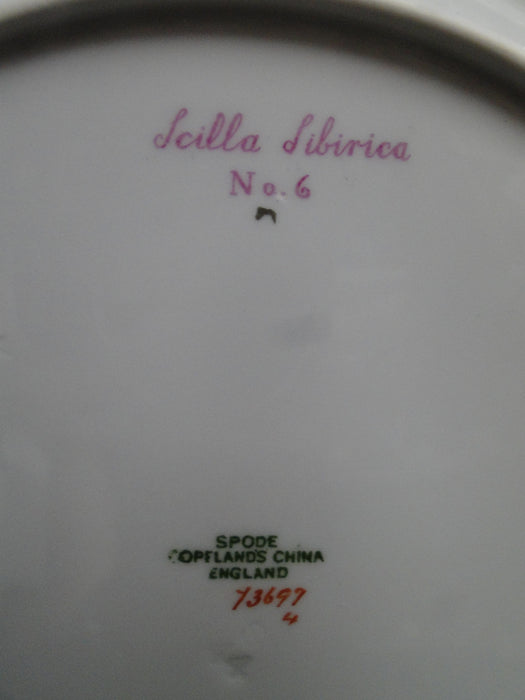 Scilla Sibirica
No. 6
SPODE
COPELAND'S CHINA
ENGLAND
Y3697
4